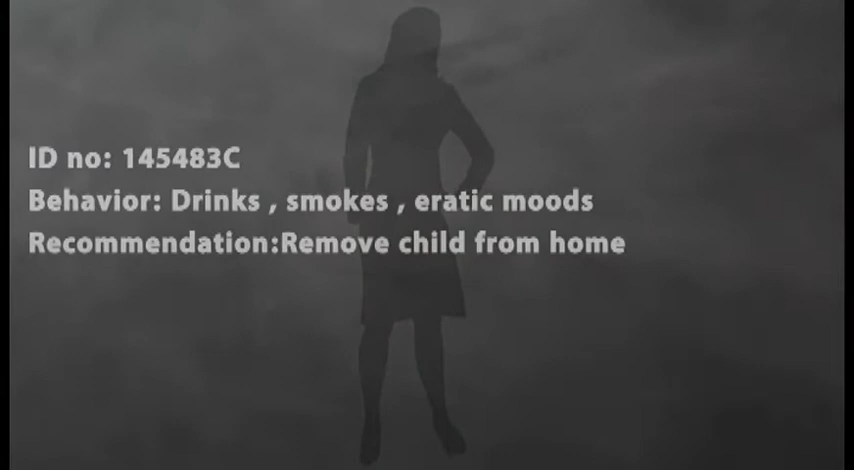 ID no: 145483C
Behavior: Drinks , smokes , eratic moods
Recommendation:Remove child from home